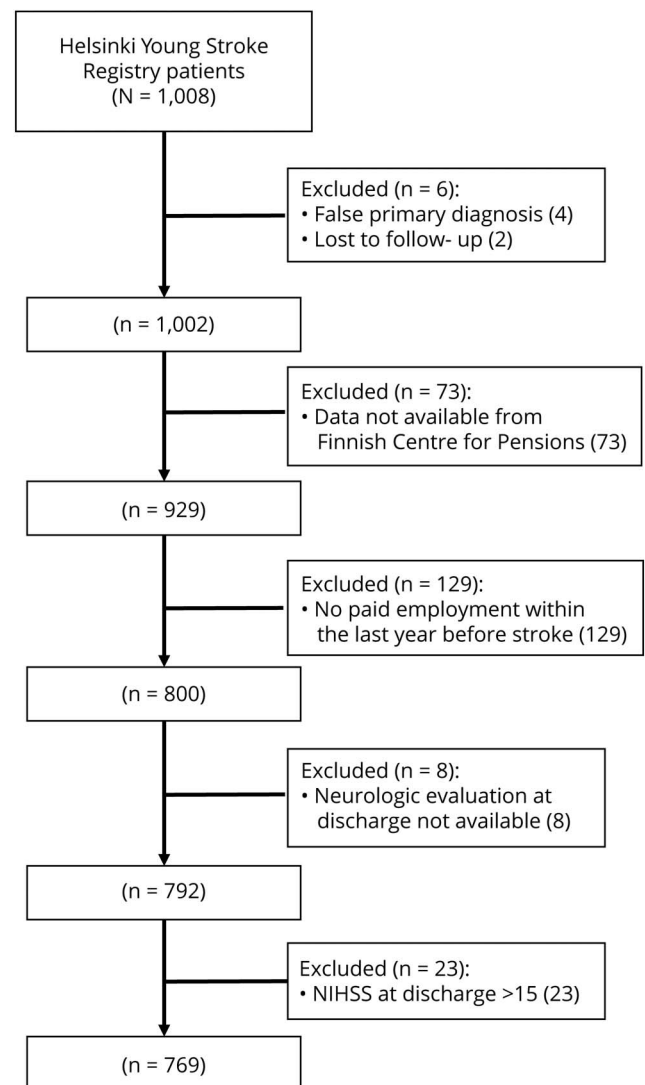 Helsinki Young Stroke
Registry patients
(N = 1,008)
Excluded (n = 6):
• False primary diagnosis (4)
• Lost to follow- up (2)
(n = 1,002)
Excluded (n = 73):
• Data not available from
Finnish Centre for Pensions (73)
(n = 929)
Excluded (n = 129):
• No paid employment within
the last year before stroke (129)
(n = 800)
Excluded (n = 8):
• Neurologic evaluation at
discharge not available (8)
(n = 792)
Excluded (n = 23):
• NIHSS at discharge >15 (23)
(n = 769)